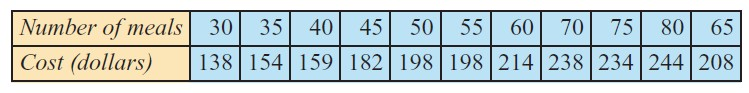 Number of meals 30 35 40 45 50 55 60 70 75 80 65
Cost (dollars) 138 154 159 182 198 198 214 238 234 244 208